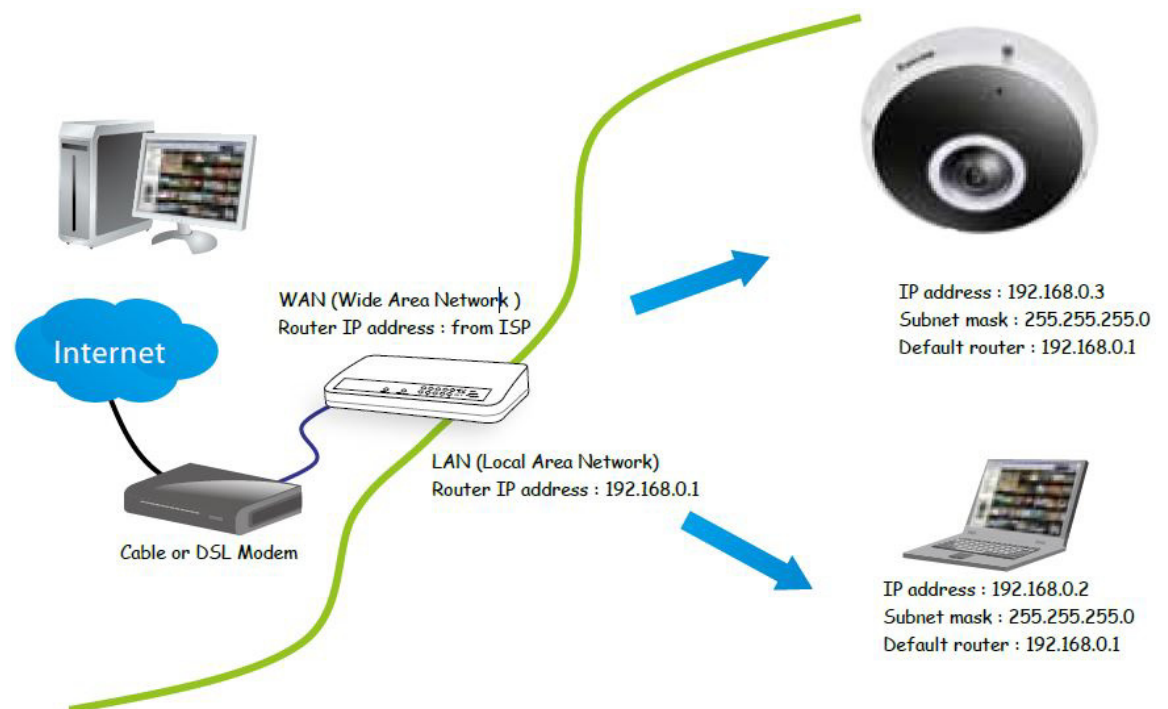 WAN (Wide Area Network )
Router IP address : from ISP
Internet
IP address : 192.168.0.3
Subnet mask : 255.255.255.0
Default router : 192.168.0.1
LAN (Local Area Network)
Router IP address : 192.168.0.1
Cable or DSL Modem
IP address : 192.168.0.2
Subnet mask : 255.255.255.0
Default router : 192.168.0.1